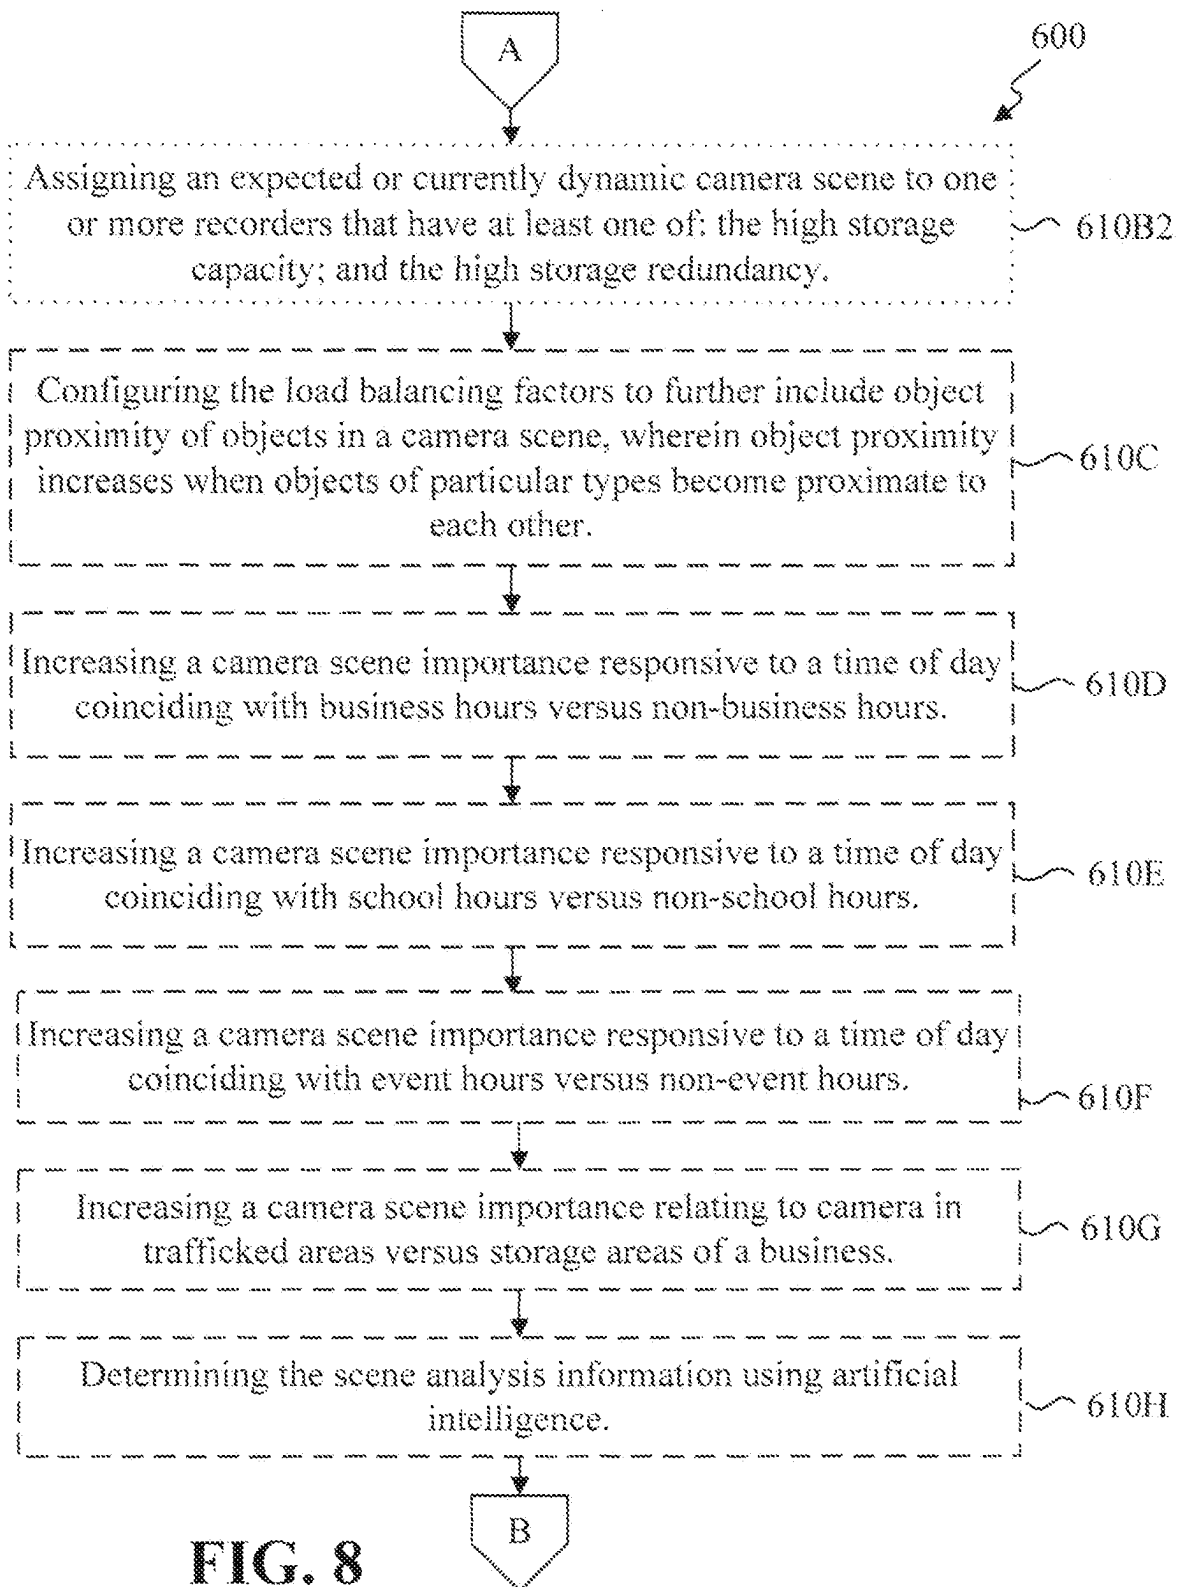 A
600
Assigning an expected or currently dynamic camera scene to one
or more recorders that have at least one of: the high storage
capacity; and the high storage redundancy.
610B2
Configuring the load balancing factors to further include object
proximity of objects in a camera scene, wherein object proximity
increases when objects of particular types become proximate to
each other.
610C
Increasing a camera scene importance responsive to a time of day
coinciding with business hours versus non-business hours.
610D
Increasing a camera scene importance responsive to a time of day
coinciding with school hours versus non-school hours.
610E
Increasing a camera scene importance responsive to a time of day
coinciding with event hours versus non-event hours.
610F
Increasing a camera scene importance relating to camera in
trafficked areas versus storage areas of a business.
610G
Determining the scene analysis information using artificial
intelligence.
610H
B
FIG. 8